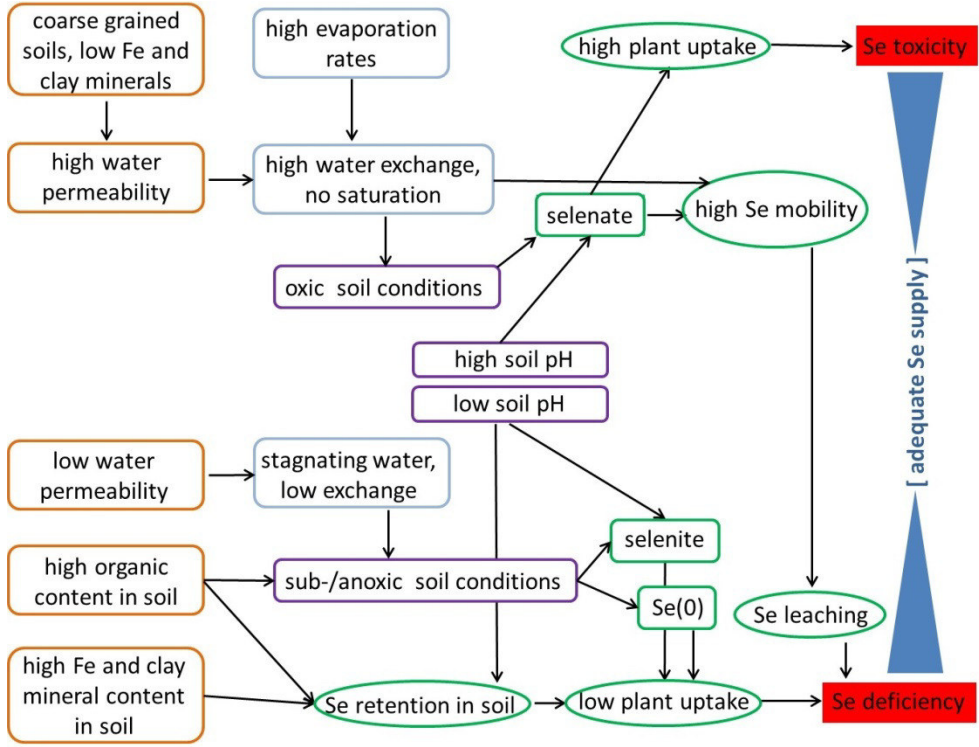 coarse grained
soils, low Fe and
clay minerals
high evaporation
rates
high plant uptake
Se toxicity
high water
permeability
high water exchange,
no saturation
selenate
high Se mobility
oxic soil conditions
high soil pH
low soil pH
[ adequate Se supply ]
low water
permeability
stagnating water,
low exchange
selenite
high organic
content in soil
sub-/anoxic soil conditions
Se(0)
Se leaching
high Fe and clay
mineral content
in soil
Se retention in soil
low plant uptake
Se deficiency